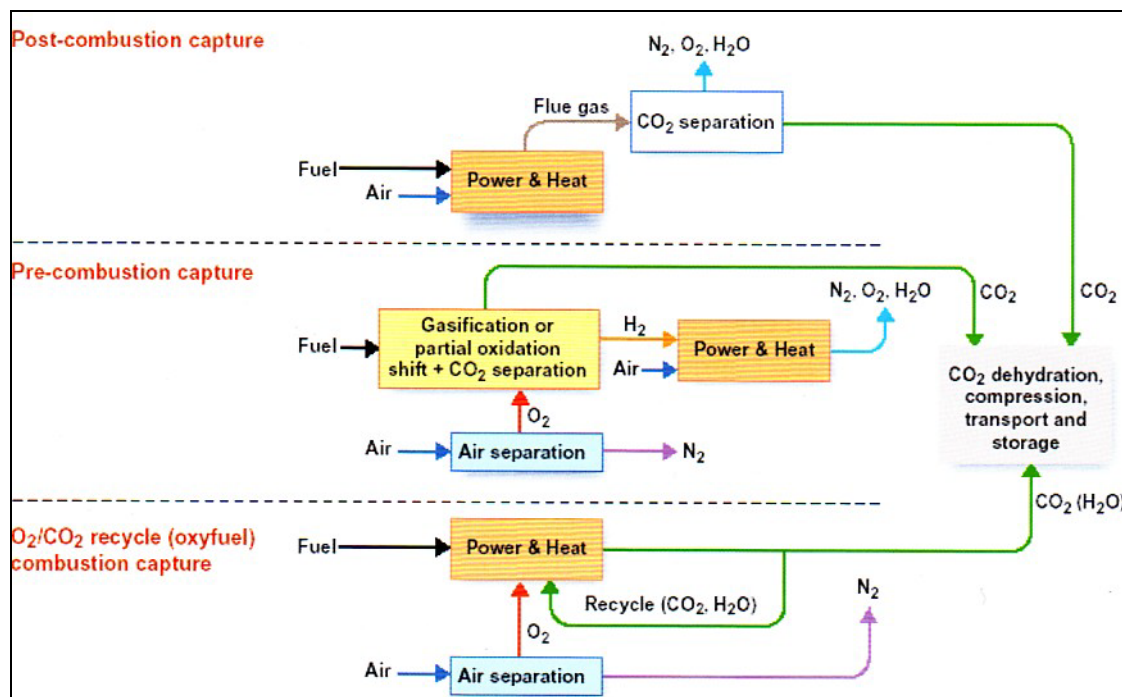 Post-combustion capture
N₂, O₂, H₂O
Flue gas
CO₂ separation
Fuel
Air
Power & Heat
CO₂
Pre-combustion capture
Fuel
Gasification or
partial oxidation
shift + CO₂ separation
H₂
Air
Power & Heat
N₂, O₂, H₂O
CO₂
O₂
Air
Air separation
N₂
CO₂ dehydration,
compression,
transport and
storage
O₂/CO₂ recycle (oxyfuel)
combustion capture
Fuel
Power & Heat
CO₂ (H₂O)
Recycle (CO₂, H₂O)
N₂
O₂
Air
Air separation